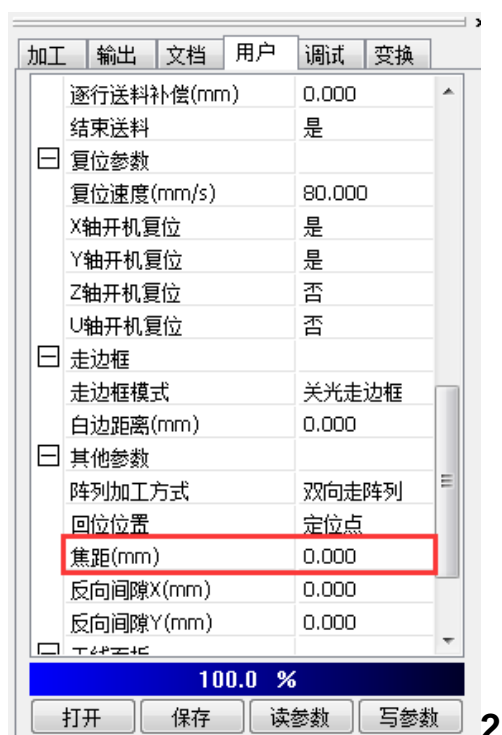 加工 输出 文档 用户 调试 变换
逐行送料补偿(mm) 0.000
结束送料 是
复位参数
复位速度(mm/s) 80.000
X轴开机复位 是
Y轴开机复位 是
Z轴开机复位 否
U轴开机复位 否
走边框
走边框模式 关光走边框
白边距离(mm) 0.000
其他参数
阵列加工方式 双向走阵列
回位位置 定位点
焦距(mm) 0.000
反向间隙X(mm) 0.000
反向间隙Y(mm) 0.000
100.0 %
打开 保存 读参数 写参数
2